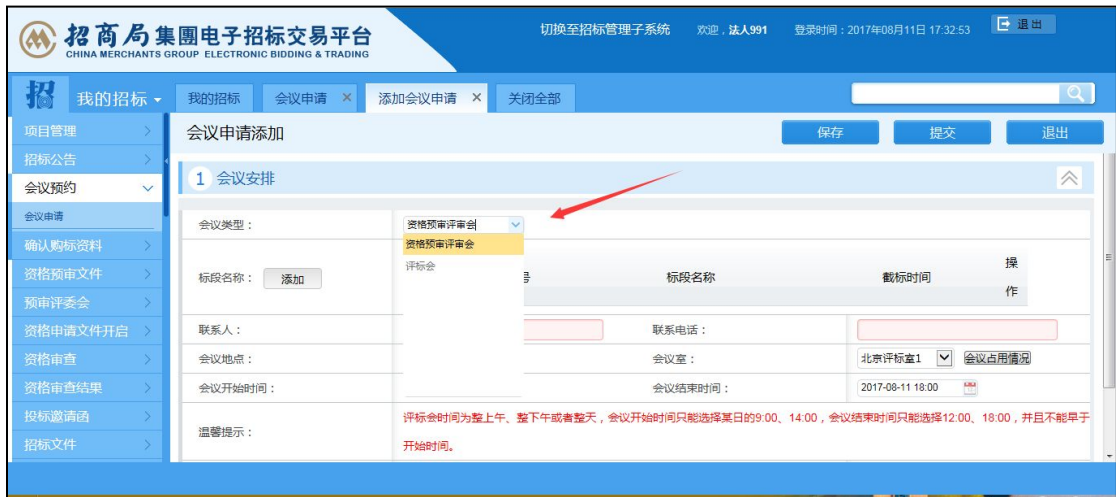 招商局集團电子招标交易平台
CHINA MERCHANTS GROUP ELECTRONIC BIDDING & TRADING
切换至招标管理子系统 欢迎，法人991 登录时间：2017年08月11日 17:32:53 退出
招 我的招标 我的招标 会议申请 × 添加会议申请 × 关闭全部
项目管理
招标公告
会议预约
会议申请
确认购标资料
资格预审文件
预审评委会
资格申请文件开启
资格审查
资格审查结果
投标邀请函
招标文件
会议申请添加 保存 提交 退出
1 会议安排
会议类型： 资格预审评审会
资格预审评审会
评标会
标段名称： 添加 号 标段名称 截标时间 操
作
联系人： 联系电话：
会议地点： 会议室： 北京评标室1 会议占用情况
会议开始时间： 会议结束时间： 2017-08-11 18:00
温馨提示： 评标会时间为整上午、整下午或者整天，会议开始时间只能选择某日的9:00、14:00，会议结束时间只能选择12:00、18:00，并且不能早于
开始时间。